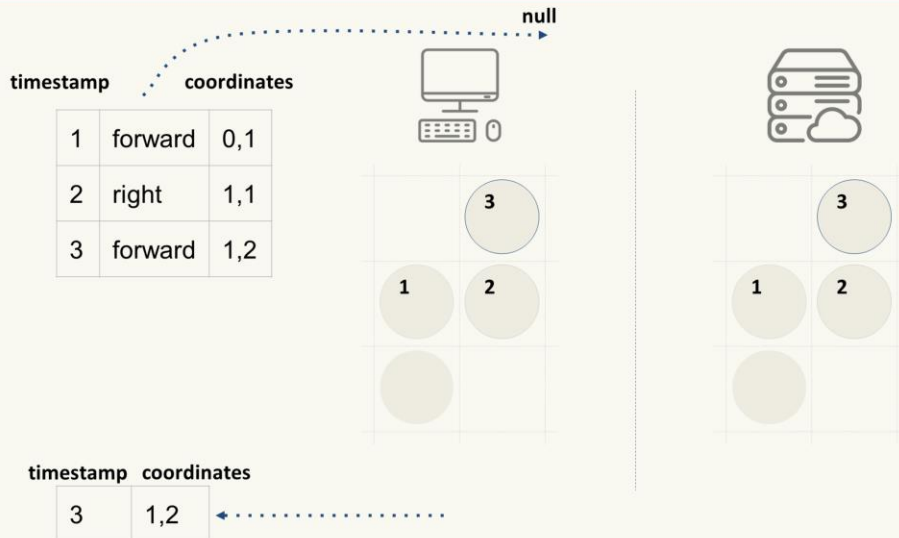 null
timestamp coordinates
1 forward 0,1
2 right 1,1
3 forward 1,2
3
1 2
3
1 2
timestamp coordinates
3 1,2